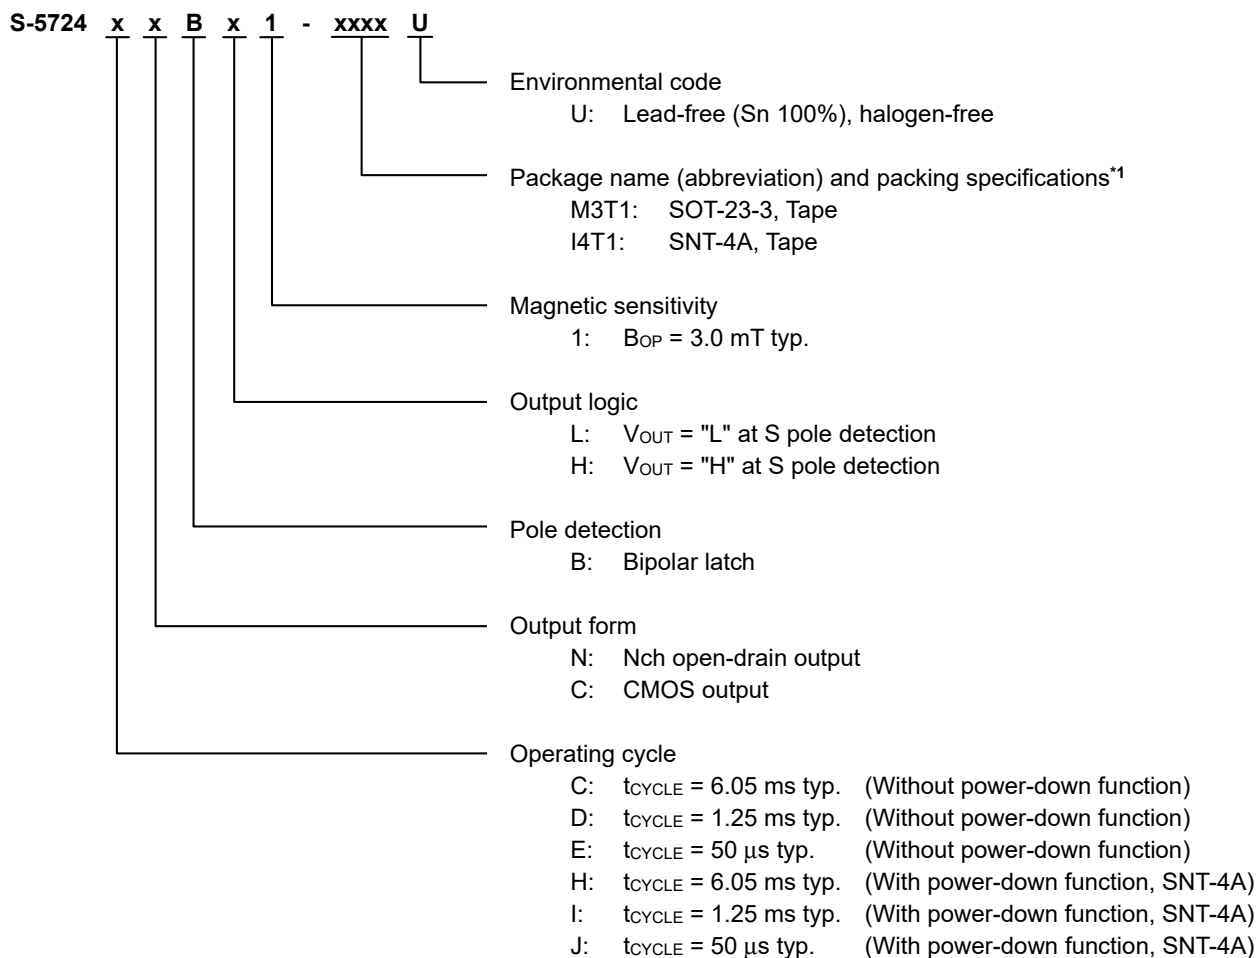 S-5724 x x B x 1 - xxxx U
Environmental code
U: Lead-free (Sn 100%), halogen-free
Package name (abbreviation) and packing specifications*1
M3T1: SOT-23-3, Tape
I4T1: SNT-4A, Tape
Magnetic sensitivity
1: BOP = 3.0 mT typ.
Output logic
L: VOUT = "L" at S pole detection
H: VOUT = "H" at S pole detection
Pole detection
B: Bipolar latch
Output form
N: Nch open-drain output
C: CMOS output
Operating cycle
C: tCYCLE = 6.05 ms typ. (Without power-down function)
D: tCYCLE = 1.25 ms typ. (Without power-down function)
E: tCYCLE = 50 μs typ. (Without power-down function)
H: tCYCLE = 6.05 ms typ. (With power-down function, SNT-4A)
I: tCYCLE = 1.25 ms typ. (With power-down function, SNT-4A)
J: tCYCLE = 50 μs typ. (With power-down function, SNT-4A)